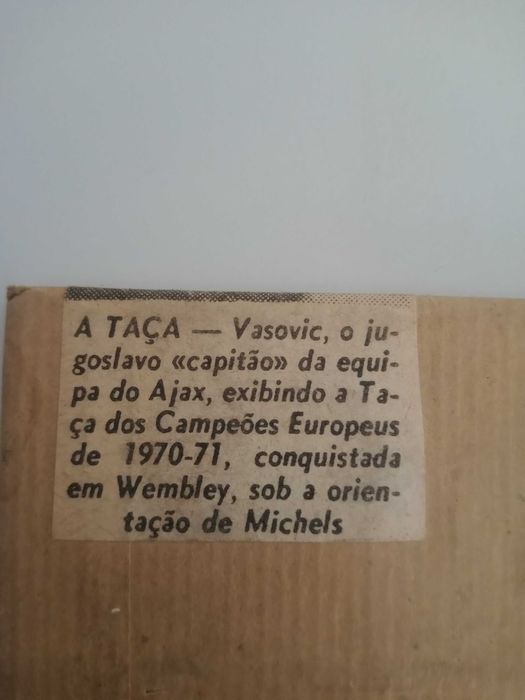 A TAÇA — Vasovic, o ju-
goslavo «capitão» da equi-
pa do Ajax, exibindo a Ta-
ça dos Campeões Europeus
de 1970-71, conquistada
em Wembley, sob a orien-
tação de Michels